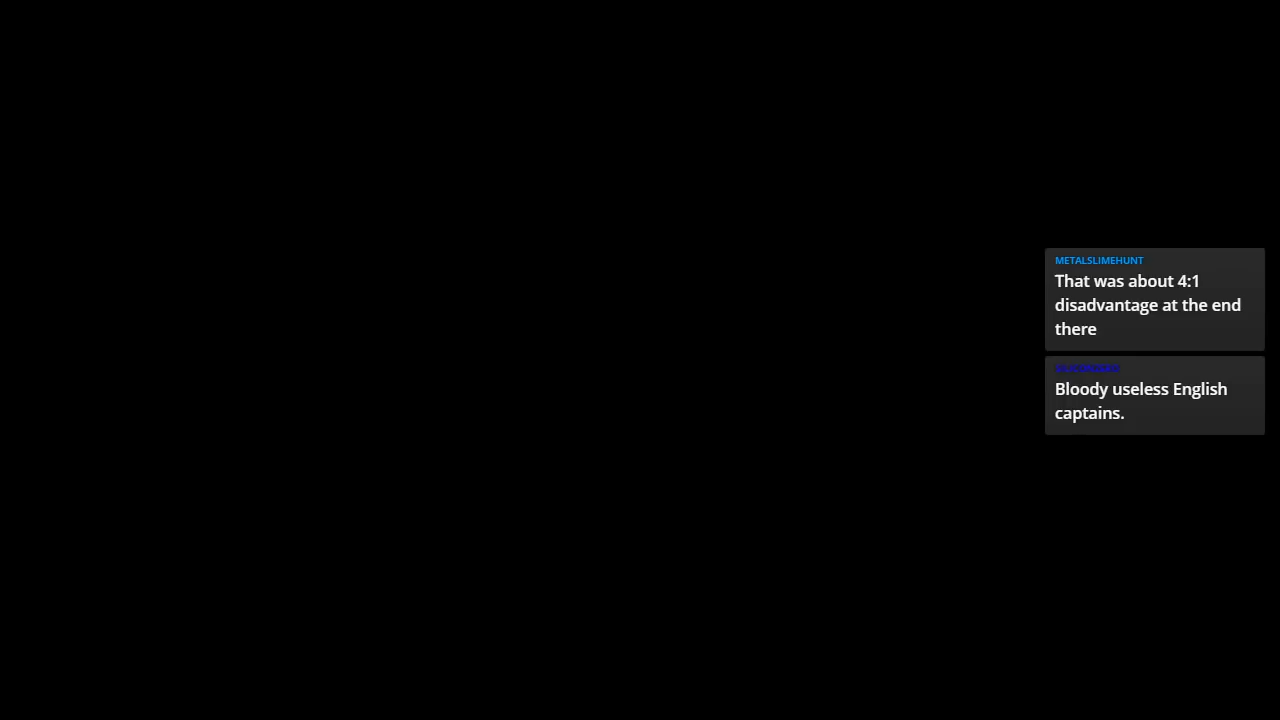 METALSLIMEHUNT
That was about 4:1
disadvantage at the end
there
Bloody useless English
captains.